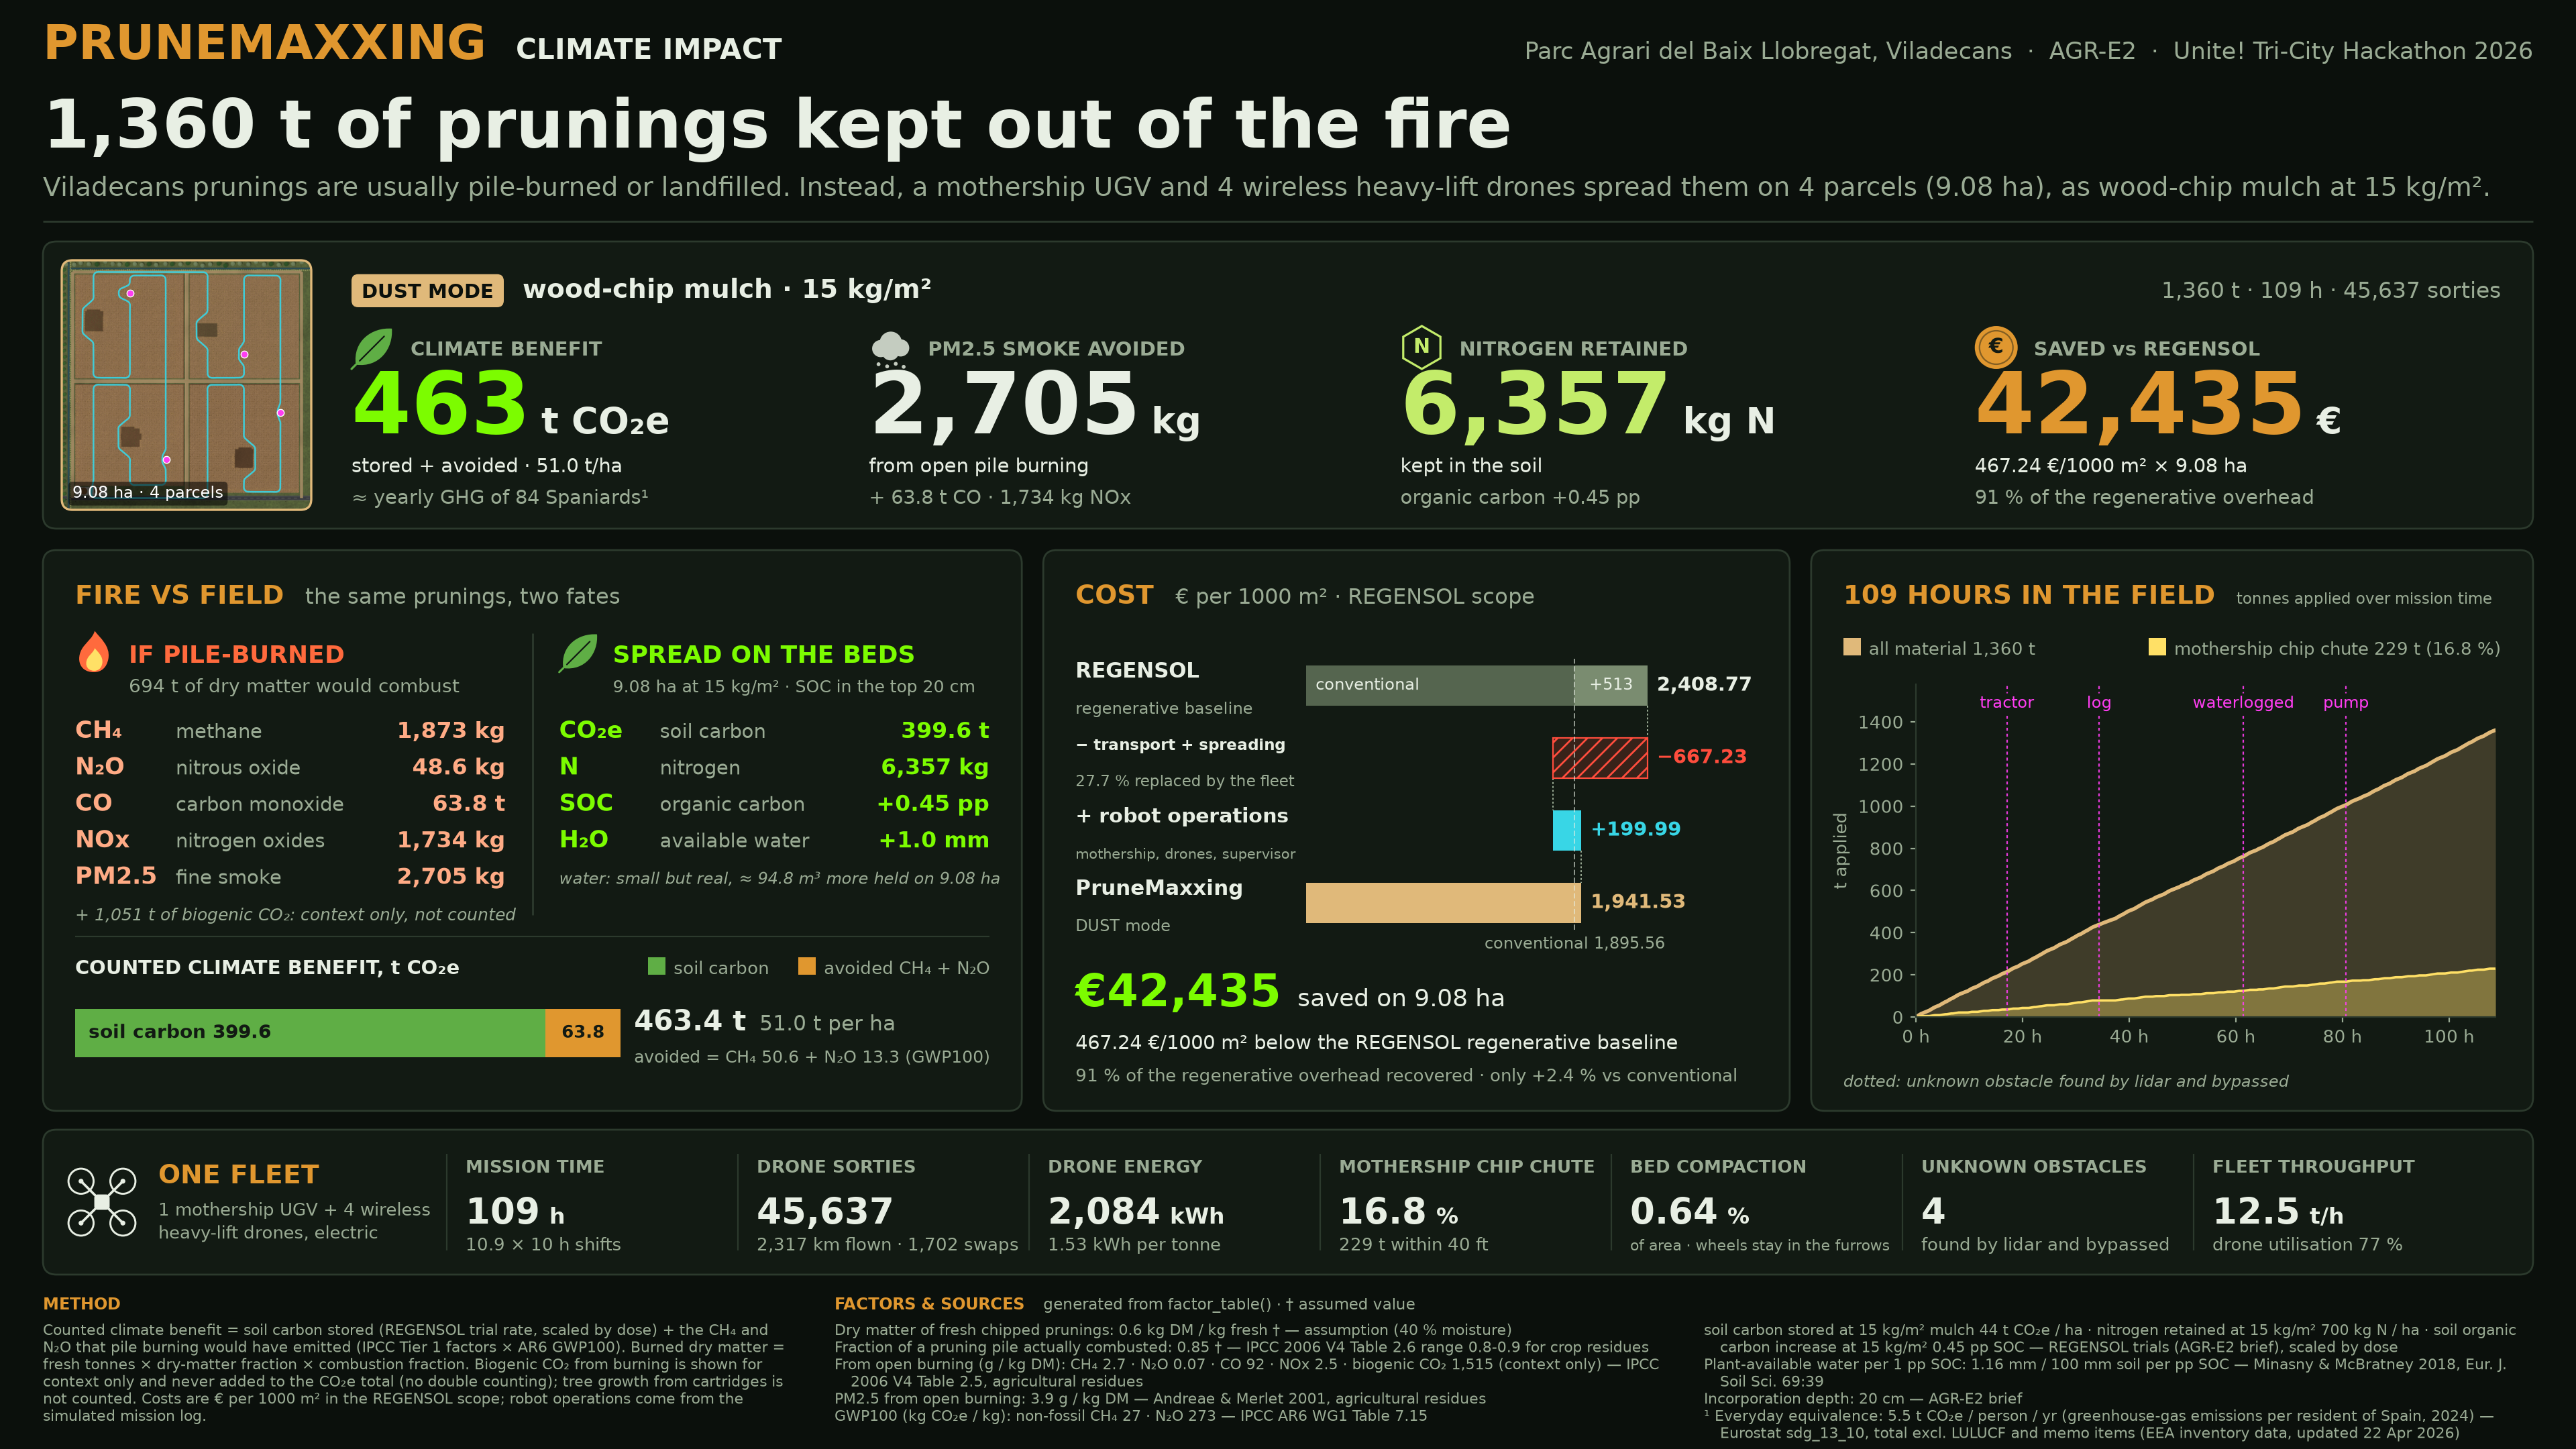 PRUNEMAXXING CLIMATE IMPACT
Parc Agrari del Baix Llobregat, Viladecans · AGR-E2 · Unite! Tri-City Hackathon 2026
1,360 t of prunings kept out of the fire
Viladecans prunings are usually pile-burned or landfilled. Instead, a mothership UGV and 4 wireless heavy-lift drones spread them on 4 parcels (9.08 ha), as wood-chip mulch at 15 kg/m².
9.08 ha · 4 parcels
DUST MODE wood-chip mulch · 15 kg/m²
1,360 t · 109 h · 45,637 sorties
CLIMATE BENEFIT
463 t CO₂e
stored + avoided · 51.0 t/ha
≈ yearly GHG of 84 Spaniards¹
PM2.5 SMOKE AVOIDED
2,705 kg
from open pile burning
+ 63.8 t CO · 1,734 kg NOx
N
NITROGEN RETAINED
6,357 kg N
kept in the soil
organic carbon +0.45 pp
€
SAVED vs REGENSOL
42,435 €
467.24 €/1000 m² × 9.08 ha
91 % of the regenerative overhead
FIRE VS FIELD the same prunings, two fates
IF PILE-BURNED
694 t of dry matter would combust
CH₄ methane 1,873 kg
N₂O nitrous oxide 48.6 kg
CO carbon monoxide 63.8 t
NOx nitrogen oxides 1,734 kg
PM2.5 fine smoke 2,705 kg
+ 1,051 t of biogenic CO₂: context only, not counted
SPREAD ON THE BEDS
9.08 ha at 15 kg/m² · SOC in the top 20 cm
CO₂e soil carbon 399.6 t
N nitrogen 6,357 kg
SOC organic carbon +0.45 pp
H₂O available water +1.0 mm
water: small but real, ≈ 94.8 m³ more held on 9.08 ha
COUNTED CLIMATE BENEFIT, t CO₂e
soil carbon avoided CH₄ + N₂O
soil carbon 399.6 63.8
463.4 t 51.0 t per ha
avoided = CH₄ 50.6 + N₂O 13.3 (GWP100)
COST € per 1000 m² · REGENSOL scope
REGENSOL
regenerative baseline
conventional +513 2,408.77
− transport + spreading
27.7 % replaced by the fleet
−667.23
+ robot operations
mothership, drones, supervisor
+199.99
PruneMaxxing
DUST mode
1,941.53
conventional 1,895.56
€42,435 saved on 9.08 ha
467.24 €/1000 m² below the REGENSOL regenerative baseline
91 % of the regenerative overhead recovered · only +2.4 % vs conventional
109 HOURS IN THE FIELD tonnes applied over mission time
all material 1,360 t mothership chip chute 229 t (16.8 %)
tractor log waterlogged pump
t applied
1400
1200
1000
800
600
400
200
0
0 h 20 h 40 h 60 h 80 h 100 h
dotted: unknown obstacle found by lidar and bypassed
ONE FLEET
1 mothership UGV + 4 wireless
heavy-lift drones, electric
MISSION TIME
109 h
10.9 × 10 h shifts
DRONE SORTIES
45,637
2,317 km flown · 1,702 swaps
DRONE ENERGY
2,084 kWh
1.53 kWh per tonne
MOTHERSHIP CHIP CHUTE
16.8 %
229 t within 40 ft
BED COMPACTION
0.64 %
of area · wheels stay in the furrows
UNKNOWN OBSTACLES
4
found by lidar and bypassed
FLEET THROUGHPUT
12.5 t/h
drone utilisation 77 %
METHOD
Counted climate benefit = soil carbon stored (REGENSOL trial rate, scaled by dose) + the CH₄ and
N₂O that pile burning would have emitted (IPCC Tier 1 factors × AR6 GWP100). Burned dry matter =
fresh tonnes × dry-matter fraction × combustion fraction. Biogenic CO₂ from burning is shown for
context only and never added to the CO₂e total (no double counting); tree growth from cartridges is
not counted. Costs are € per 1000 m² in the REGENSOL scope; robot operations come from the
simulated mission log.
FACTORS & SOURCES generated from factor_table() · † assumed value
Dry matter of fresh chipped prunings: 0.6 kg DM / kg fresh † — assumption (40 % moisture)
Fraction of a pruning pile actually combusted: 0.85 † — IPCC 2006 V4 Table 2.6 range 0.8-0.9 for crop residues
From open burning (g / kg DM): CH₄ 2.7 · N₂O 0.07 · CO 92 · NOx 2.5 · biogenic CO₂ 1,515 (context only) — IPCC
2006 V4 Table 2.5, agricultural residues
PM2.5 from open burning: 3.9 g / kg DM — Andreae & Merlet 2001, agricultural residues
GWP100 (kg CO₂e / kg): non-fossil CH₄ 27 · N₂O 273 — IPCC AR6 WG1 Table 7.15
soil carbon stored at 15 kg/m² mulch 44 t CO₂e / ha · nitrogen retained at 15 kg/m² 700 kg N / ha · soil organic
carbon increase at 15 kg/m² 0.45 pp SOC — REGENSOL trials (AGR-E2 brief), scaled by dose
Plant-available water per 1 pp SOC: 1.16 mm / 100 mm soil per pp SOC — Minasny & McBratney 2018, Eur. J.
Soil Sci. 69:39
Incorporation depth: 20 cm — AGR-E2 brief
¹ Everyday equivalence: 5.5 t CO₂e / person / yr (greenhouse-gas emissions per resident of Spain, 2024) —
Eurostat sdg_13_10, total excl. LULUCF and memo items (EEA inventory data, updated 22 Apr 2026)